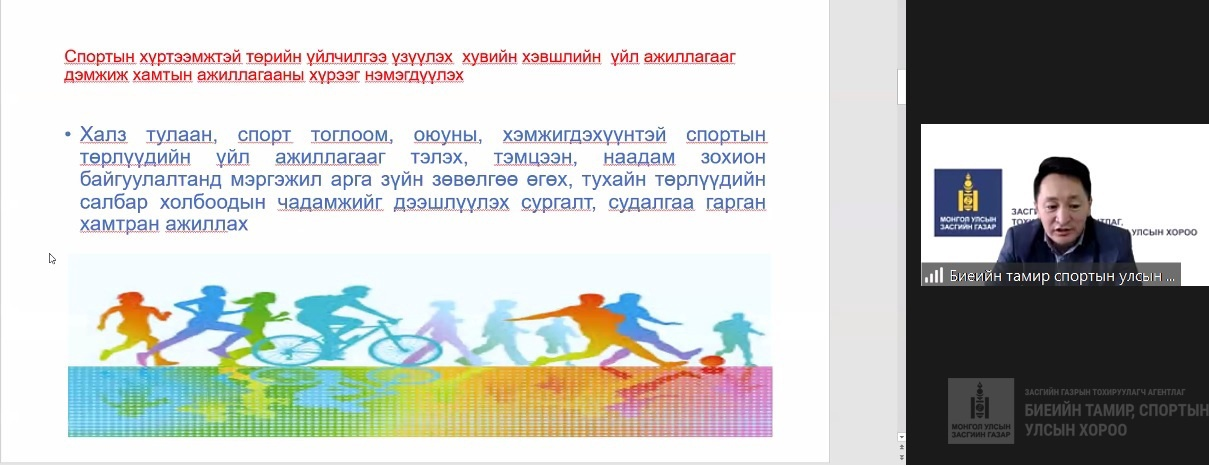 Спортын хүртээмжтэй төрийн үйлчилгээ үзүүлэх хувийн хэвшлийн үйл ажиллагааг
дэмжиж хамтын ажиллагааны хүрээг нэмэгдүүлэх
• Халз тулаан, спорт тоглоом, оюуны, хэмжигдэхүүнтэй спортын
төрлүүдийн үйл ажиллагааг тэлэх, тэмцээн, наадам зохион
байгуулалтанд мэргэжил арга зүйн зөвөлгөө өгөх, тухайн төрлүүдийн
салбар холбоодын чадамжийг дээшлүүлэх сургалт, судалгаа гарган
хамтран ажиллах
МОНГОЛ УЛСЫН
ЗАСГИЙН ГАЗАР
УЛСЫН ХОРОО
Биеийн тамир спортын улсын ...
МОНГОЛ УЛСЫН
ЗАСГИЙН ГАЗАР
ЗАСГИЙН ГАЗРЫН ТОХИРУУЛАГЧ АГЕНТЛАГ
БИЕИЙН ТАМИР, СПОРТЫН
УЛСЫН ХОРОО